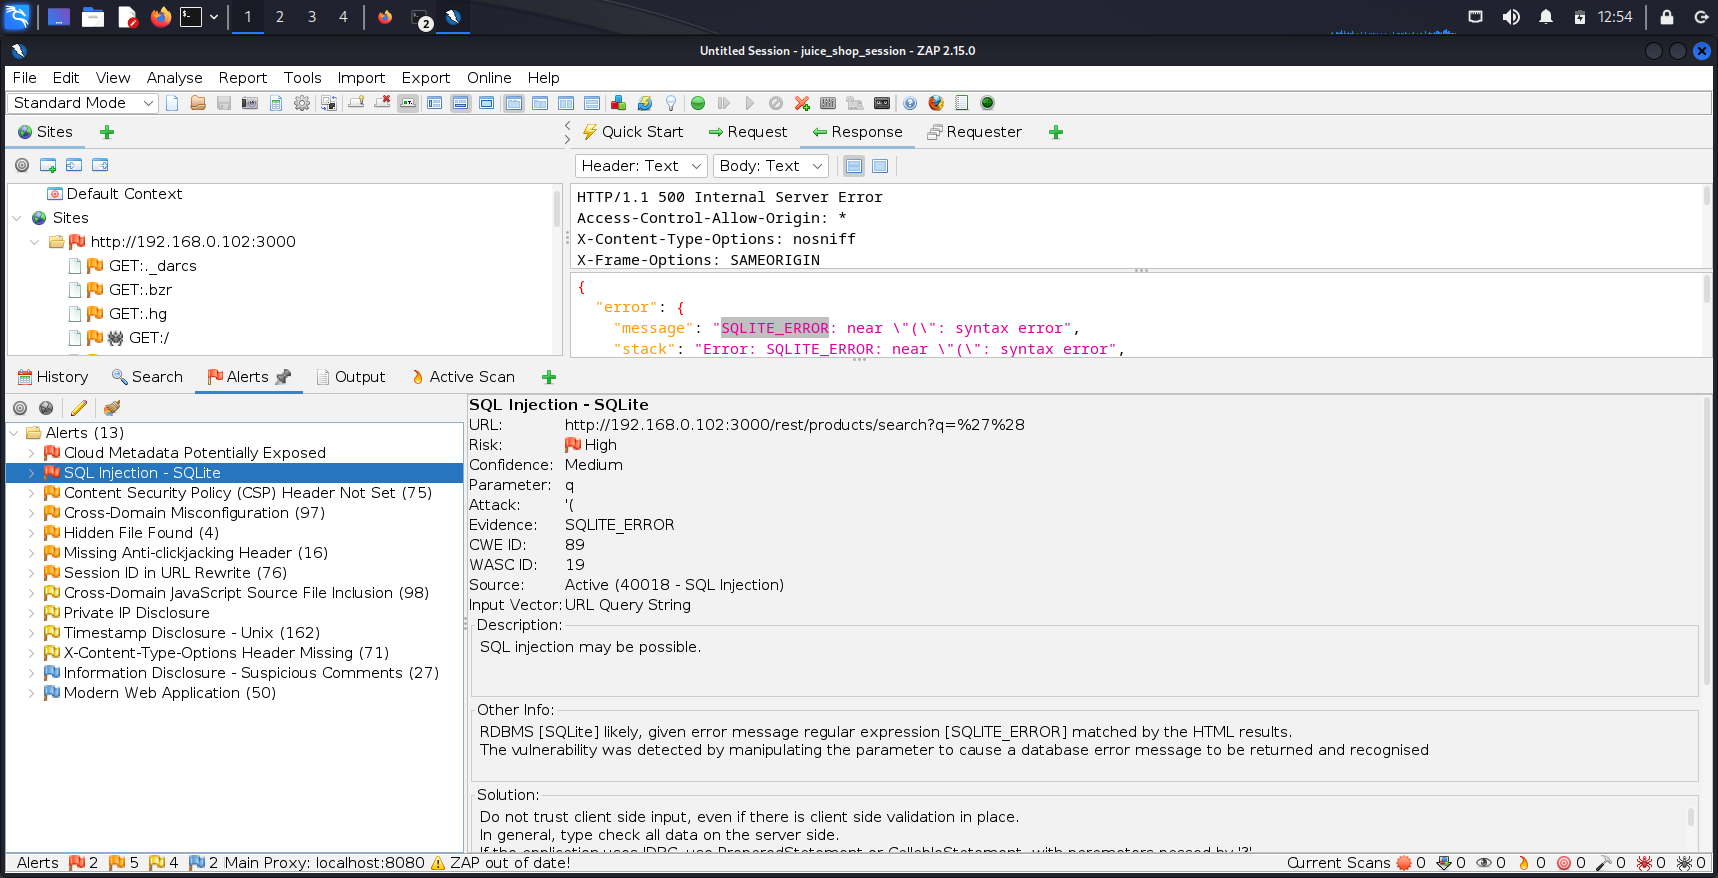 1 2 3 4 2 12:54
Untitled Session - juice_shop_session - ZAP 2.15.0
File Edit View Analyse Report Tools Import Export Online Help
Standard Mode
Sites
Quick Start Request Response Requester
Header: Text Body: Text
Default Context
Sites
http://192.168.0.102:3000
GET:._darcs
GET:.bzr
GET:.hg
GET:/
HTTP/1.1 500 Internal Server Error
Access-Control-Allow-Origin: *
X-Content-Type-Options: nosniff
X-Frame-Options: SAMEORIGIN
{
"error": {
"message": "SQLITE_ERROR: near \"(\": syntax error",
"stack": "Error: SQLITE_ERROR: near \"(\": syntax error",
History Search Alerts Output Active Scan
Alerts (13)
Cloud Metadata Potentially Exposed
SQL Injection - SQLite
Content Security Policy (CSP) Header Not Set (75)
Cross-Domain Misconfiguration (97)
Hidden File Found (4)
Missing Anti-clickjacking Header (16)
Session ID in URL Rewrite (76)
Cross-Domain JavaScript Source File Inclusion (98)
Private IP Disclosure
Timestamp Disclosure - Unix (162)
X-Content-Type-Options Header Missing (71)
Information Disclosure - Suspicious Comments (27)
Modern Web Application (50)
SQL Injection - SQLite
URL: http://192.168.0.102:3000/rest/products/search?q=%27%28
Risk: High
Confidence: Medium
Parameter: q
Attack: '(
Evidence: SQLITE_ERROR
CWE ID: 89
WASC ID: 19
Source: Active (40018 - SQL Injection)
Input Vector: URL Query String
Description:
SQL injection may be possible.
Other Info:
RDBMS [SQLite] likely, given error message regular expression [SQLITE_ERROR] matched by the HTML results.
The vulnerability was detected by manipulating the parameter to cause a database error message to be returned and recognised
Solution:
Do not trust client side input, even if there is client side validation in place.
In general, type check all data on the server side.
If the application uses JDBC, use PreparedStatement or CallableStatement, with parameters passed by '?'
Alerts 2 5 4 2 Main Proxy: localhost:8080 ZAP out of date!
Current Scans 0 0 0 0 0 0 0 0